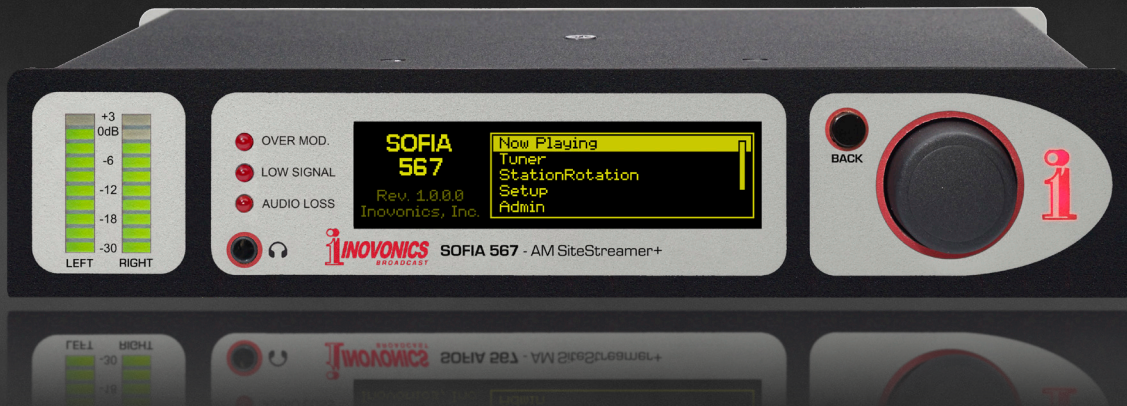 +3
0dB
-6
-12
-18
-30
LEFT RIGHT
OVER MOD.
LOW SIGNAL
AUDIO LOSS
SOFIA
567
Rev. 1.0.0.0
Inovonics, Inc.
Now Playing
Tuner
StationRotation
Setup
Admin
INOVONICS
BROADCAST
SOFIA 567 - AM SiteStreamer+
BACK
i